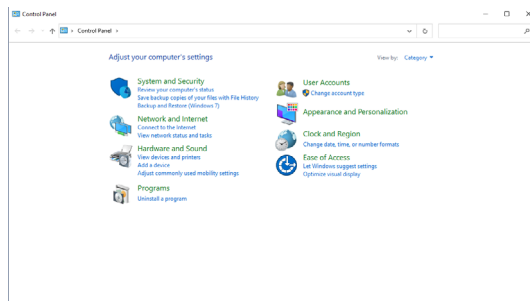 Control Panel
Control Panel
Adjust your computer's settings
View by: Category
System and Security
Review your computer's status
Save backup copies of your files with File History
Backup and Restore (Windows 7)
Network and Internet
Connect to the Internet
View network status and tasks
Hardware and Sound
View devices and printers
Add a device
Adjust commonly used mobility settings
Programs
Uninstall a program
User Accounts
Change account type
Appearance and Personalization
Clock and Region
Change date, time, or number formats
Ease of Access
Let Windows suggest settings
Optimize visual display